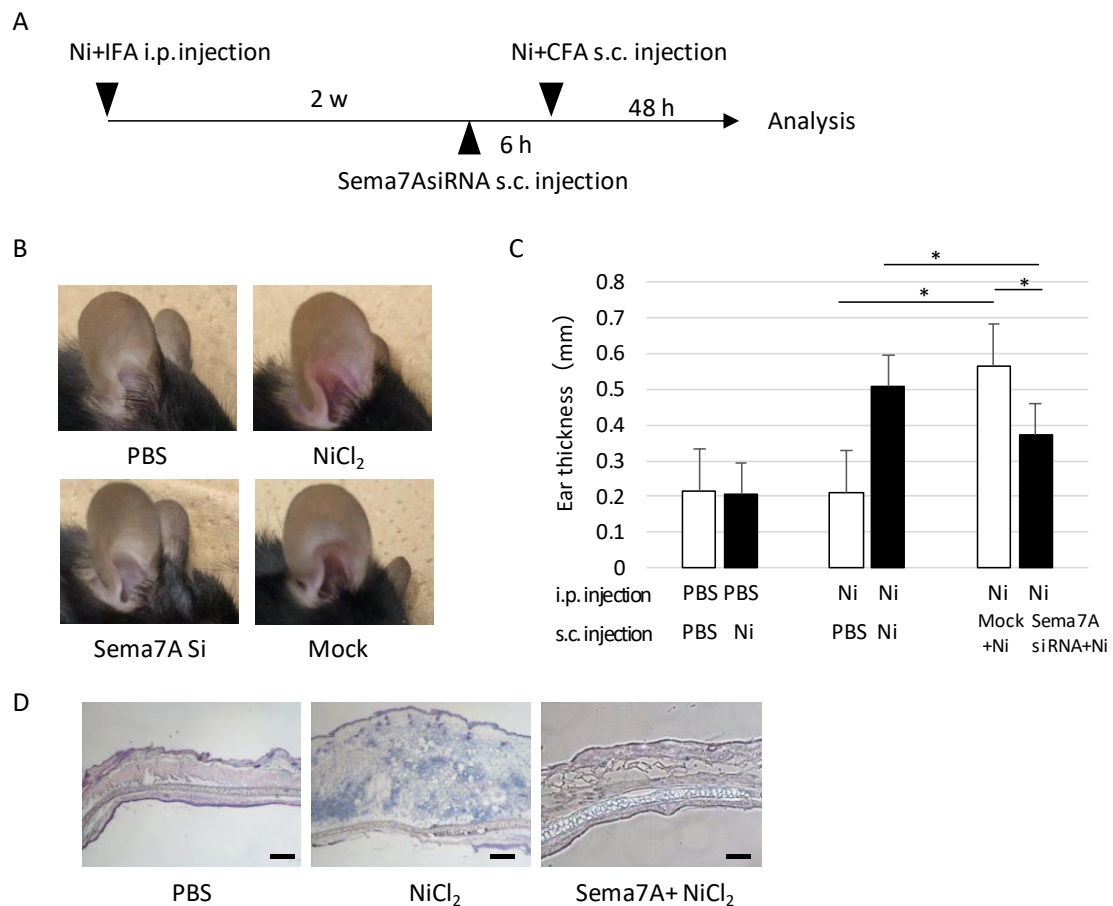 A
Ni+IFA i.p.injection Ni+CFA s.c. injection
2 w 48 h
Analysis
6 h
Sema7AsiRNA s.c. injection
B
PBS NiCl₂
Sema7A Si Mock
C
* 
* *
Ear thickness (mm)
0.8
0.7
0.6
0.5
0.4
0.3
0.2
0.1
0
i.p. injection PBS PBS Ni Ni Ni Ni
s.c. injection PBS Ni PBS Ni Mock +Ni Sema7A siRNA+Ni
D
PBS NiCl₂ Sema7A+ NiCl₂